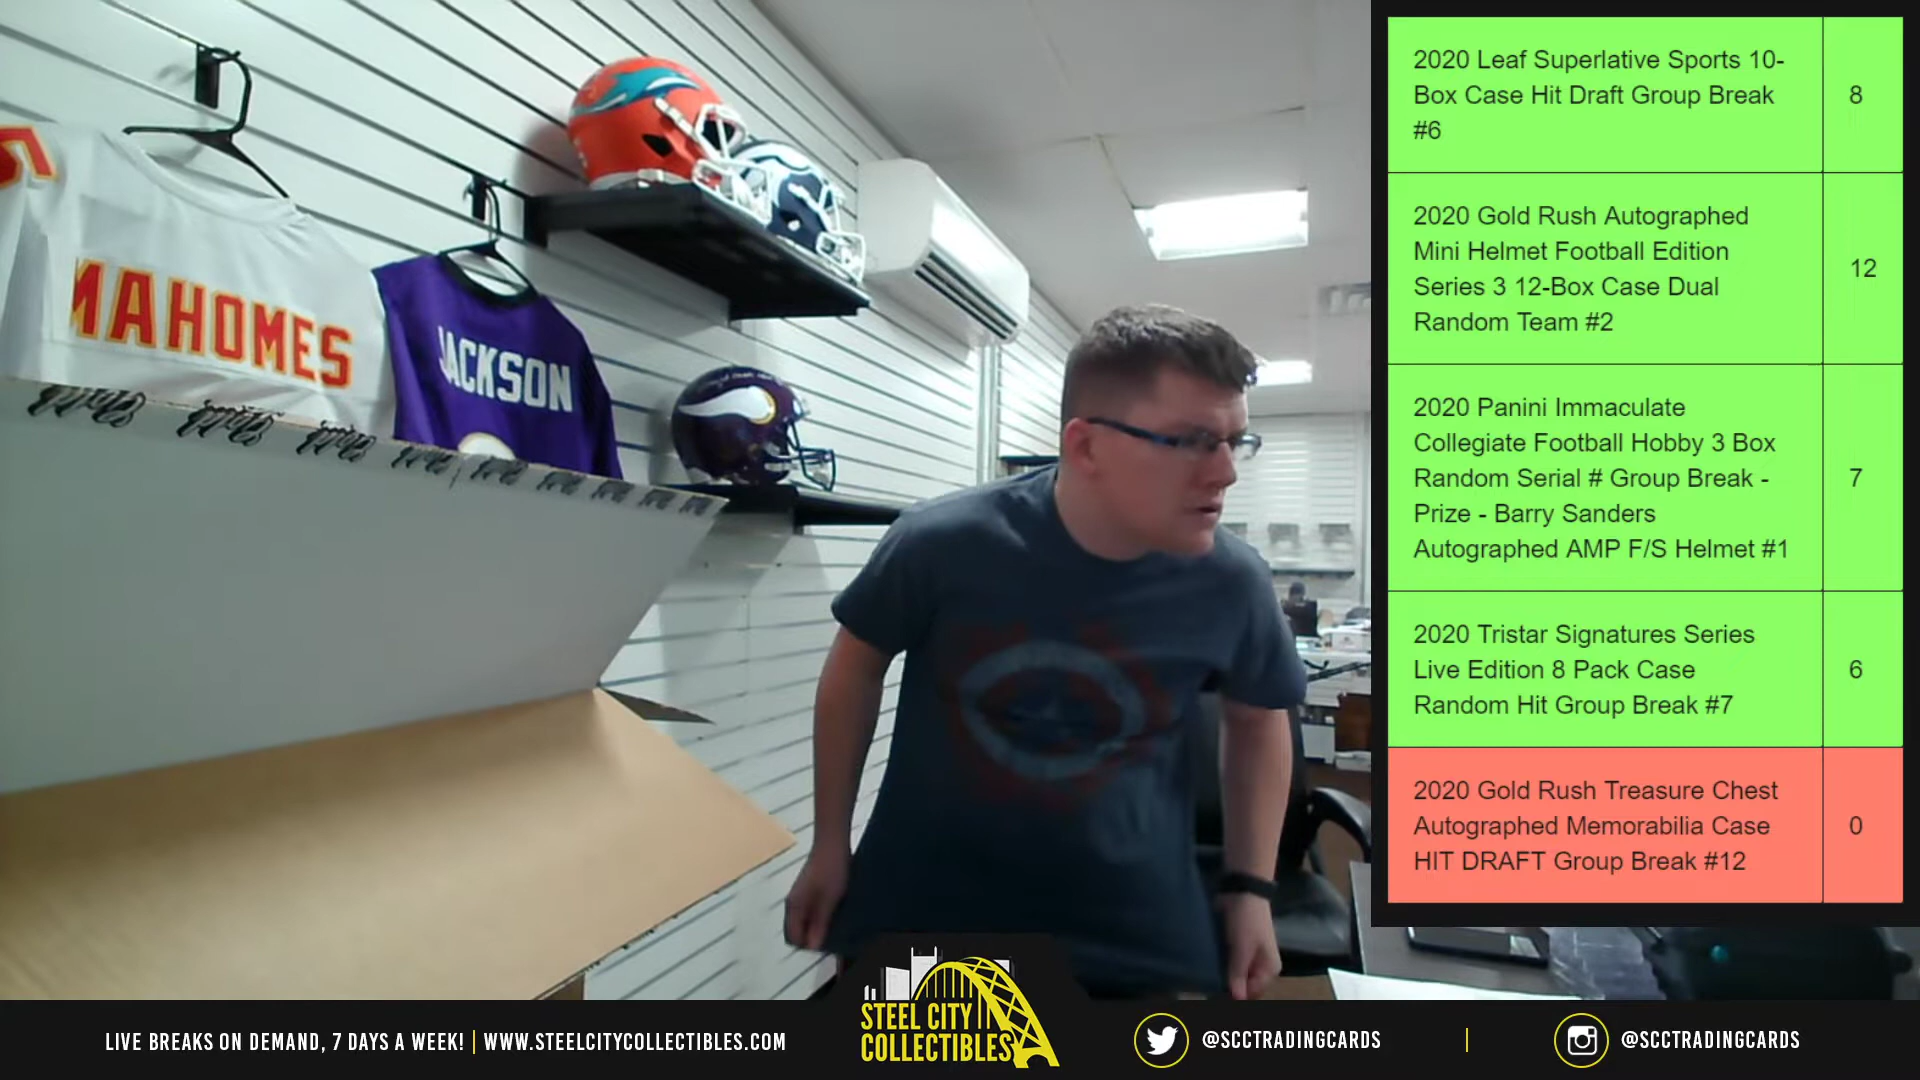 MAHOMES
JACKSON
2020 Leaf Superlative Sports 10-
Box Case Hit Draft Group Break
#6
8
2020 Gold Rush Autographed
Mini Helmet Football Edition
Series 3 12-Box Case Dual
Random Team #2
12
2020 Panini Immaculate
Collegiate Football Hobby 3 Box
Random Serial # Group Break -
Prize - Barry Sanders
Autographed AMP F/S Helmet #1
7
2020 Tristar Signatures Series
Live Edition 8 Pack Case
Random Hit Group Break #7
6
2020 Gold Rush Treasure Chest
Autographed Memorabilia Case
HIT DRAFT Group Break #12
0
LIVE BREAKS ON DEMAND, 7 DAYS A WEEK! | WWW.STEELCITYCOLLECTIBLES.COM
STEEL CITY
COLLECTIBLES
@SCCTRADINGCARDS
@SCCTRADINGCARDS